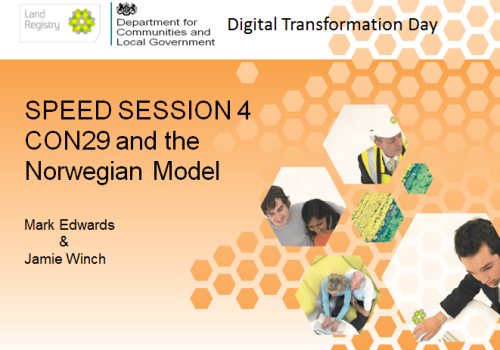 Land
Registry
Department for
Communities and
Local Government
Digital Transformation Day
SPEED SESSION 4
CON29 and the
Norwegian Model
Mark Edwards
&
Jamie Winch